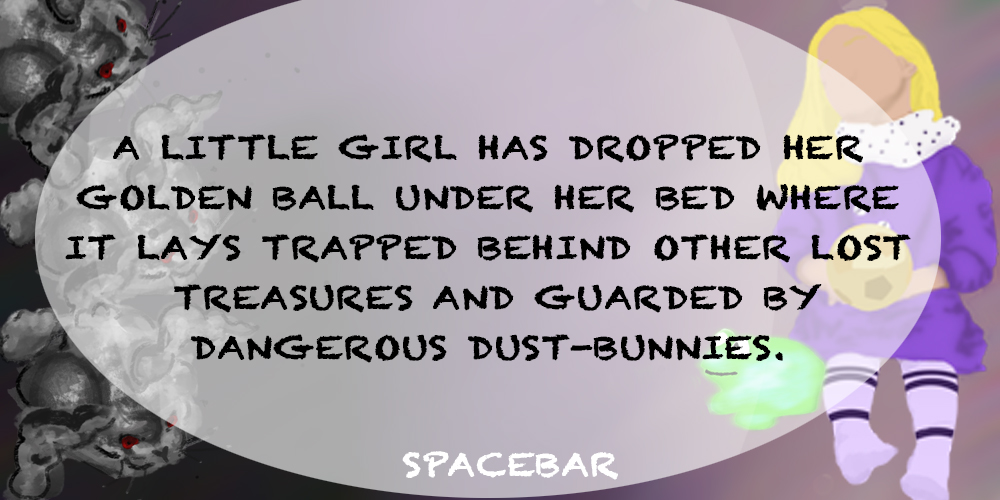 A LITTLE GIRL HAS DROPPED HER
GOLDEN BALL UNDER HER BED WHERE
IT LAYS TRAPPED BEHIND OTHER LOST
TREASURES AND GUARDED BY
DANGEROUS DUST-BUNNIES.
SPACEBAR